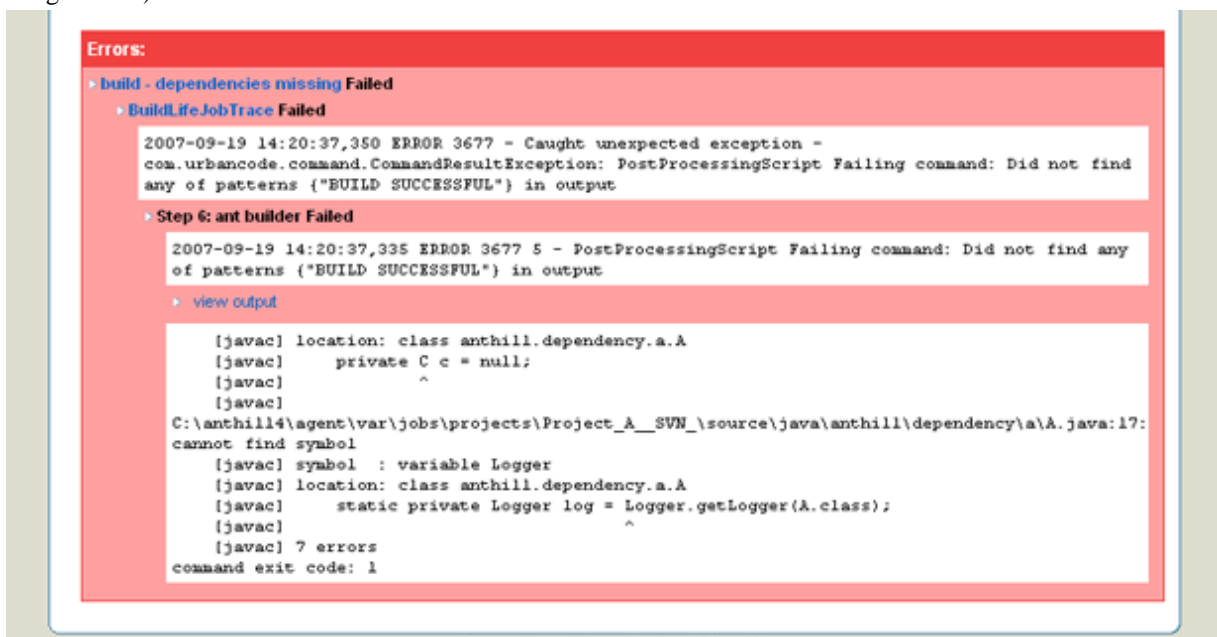 Errors:
build - dependencies missing Failed
BuildLifeJobTrace Failed
2007-09-19 14:20:37,350 ERROR 3677 - Caught unexpected exception -
com.urbancode.command.CommandResultException: PostProcessingScript Failing command: Did not find
any of patterns {"BUILD SUCCESSFUL"} in output
Step 6: ant builder Failed
2007-09-19 14:20:37,335 ERROR 3677 5 - PostProcessingScript Failing command: Did not find any
of patterns {"BUILD SUCCESSFUL"} in output
view output
[javac] location: class anthill.dependency.a.A
[javac]     private C c = null;
[javac]             ^
[javac]
C:\anthill4\agent\var\jobs\projects\Project_A__SVN_\source\java\anthill\dependency\a\A.java:17:
cannot find symbol
[javac] symbol  : variable Logger
[javac] location: class anthill.dependency.a.A
[javac]     static private Logger log = Logger.getLogger(A.class);
[javac]                                 ^
[javac] 7 errors
command exit code: 1